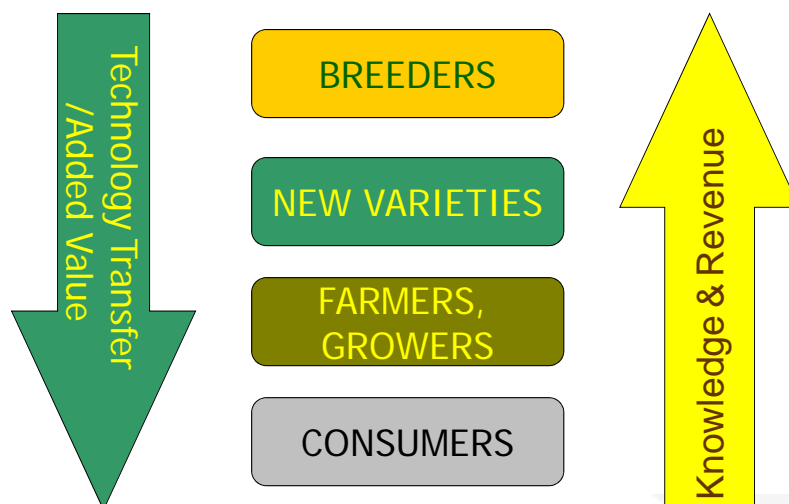 Technology Transfer
/Added Value
BREEDERS
NEW VARIETIES
FARMERS,
GROWERS
CONSUMERS
Knowledge & Revenue